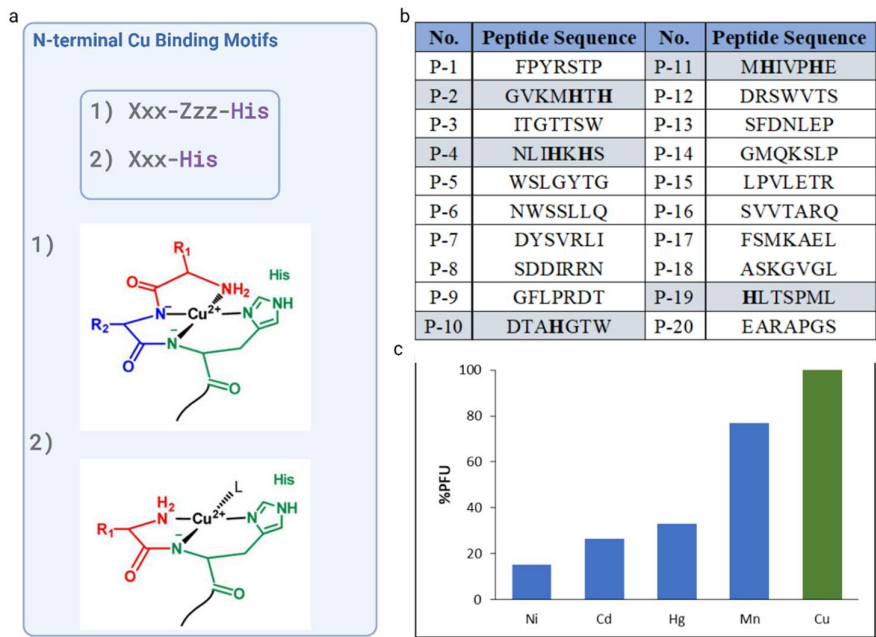 a
N-terminal Cu Binding Motifs
1) Xxx-Zzz-His
2) Xxx-His
1)
R1
O
NH2
His
N
−
Cu2+
N
NH
R2
−
N
O
O
2)
H2
N
L
His
Cu2+
NH
R1
−
N
N
O
O
b
No. Peptide Sequence No. Peptide Sequence
P-1 FPYRSTP P-11 MHIVPHE
P-2 GVKMHTH P-12 DRSWVTS
P-3 ITGTTSW P-13 SFDNLEP
P-4 NLIHKHS P-14 GMQKSLP
P-5 WSLGYTG P-15 LPVLETR
P-6 NWSSLLQ P-16 SVVTARQ
P-7 DYSVRLI P-17 FSMKAEL
P-8 SDDIRRN P-18 ASKGVGL
P-9 GFLPRDT P-19 HLTSPML
P-10 DTAHGTW P-20 EARAPGS
c
100
80
60
40
20
0
%PFU
Ni Cd Hg Mn Cu